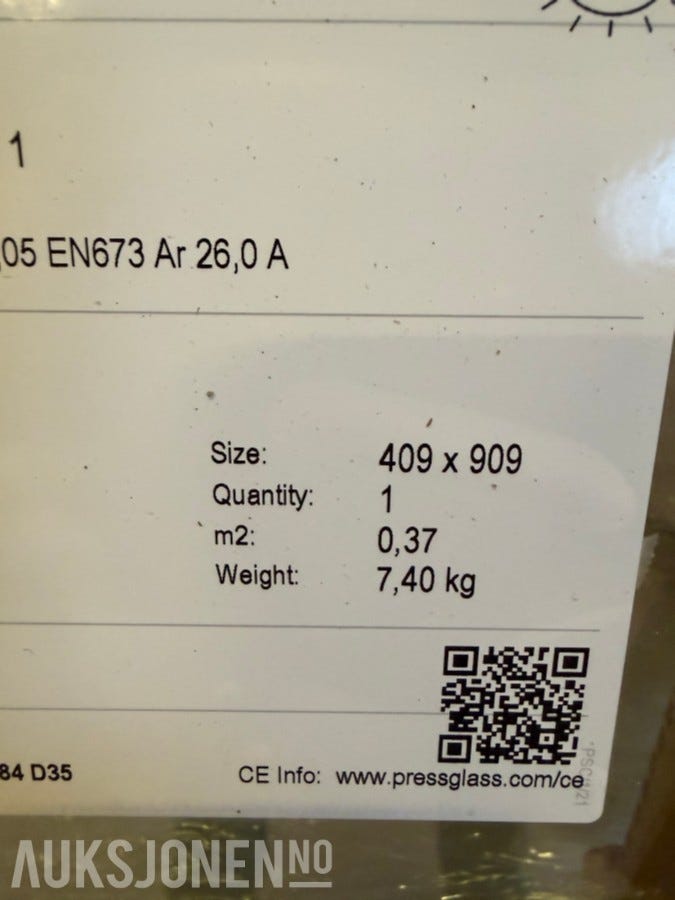 1
,05 EN673 Ar 26,0 A
Size: 409 x 909
Quantity: 1
m2: 0,37
Weight: 7,40 kg
84 D35
CE Info: www.pressglass.com/ce
AUKSJONEN NO